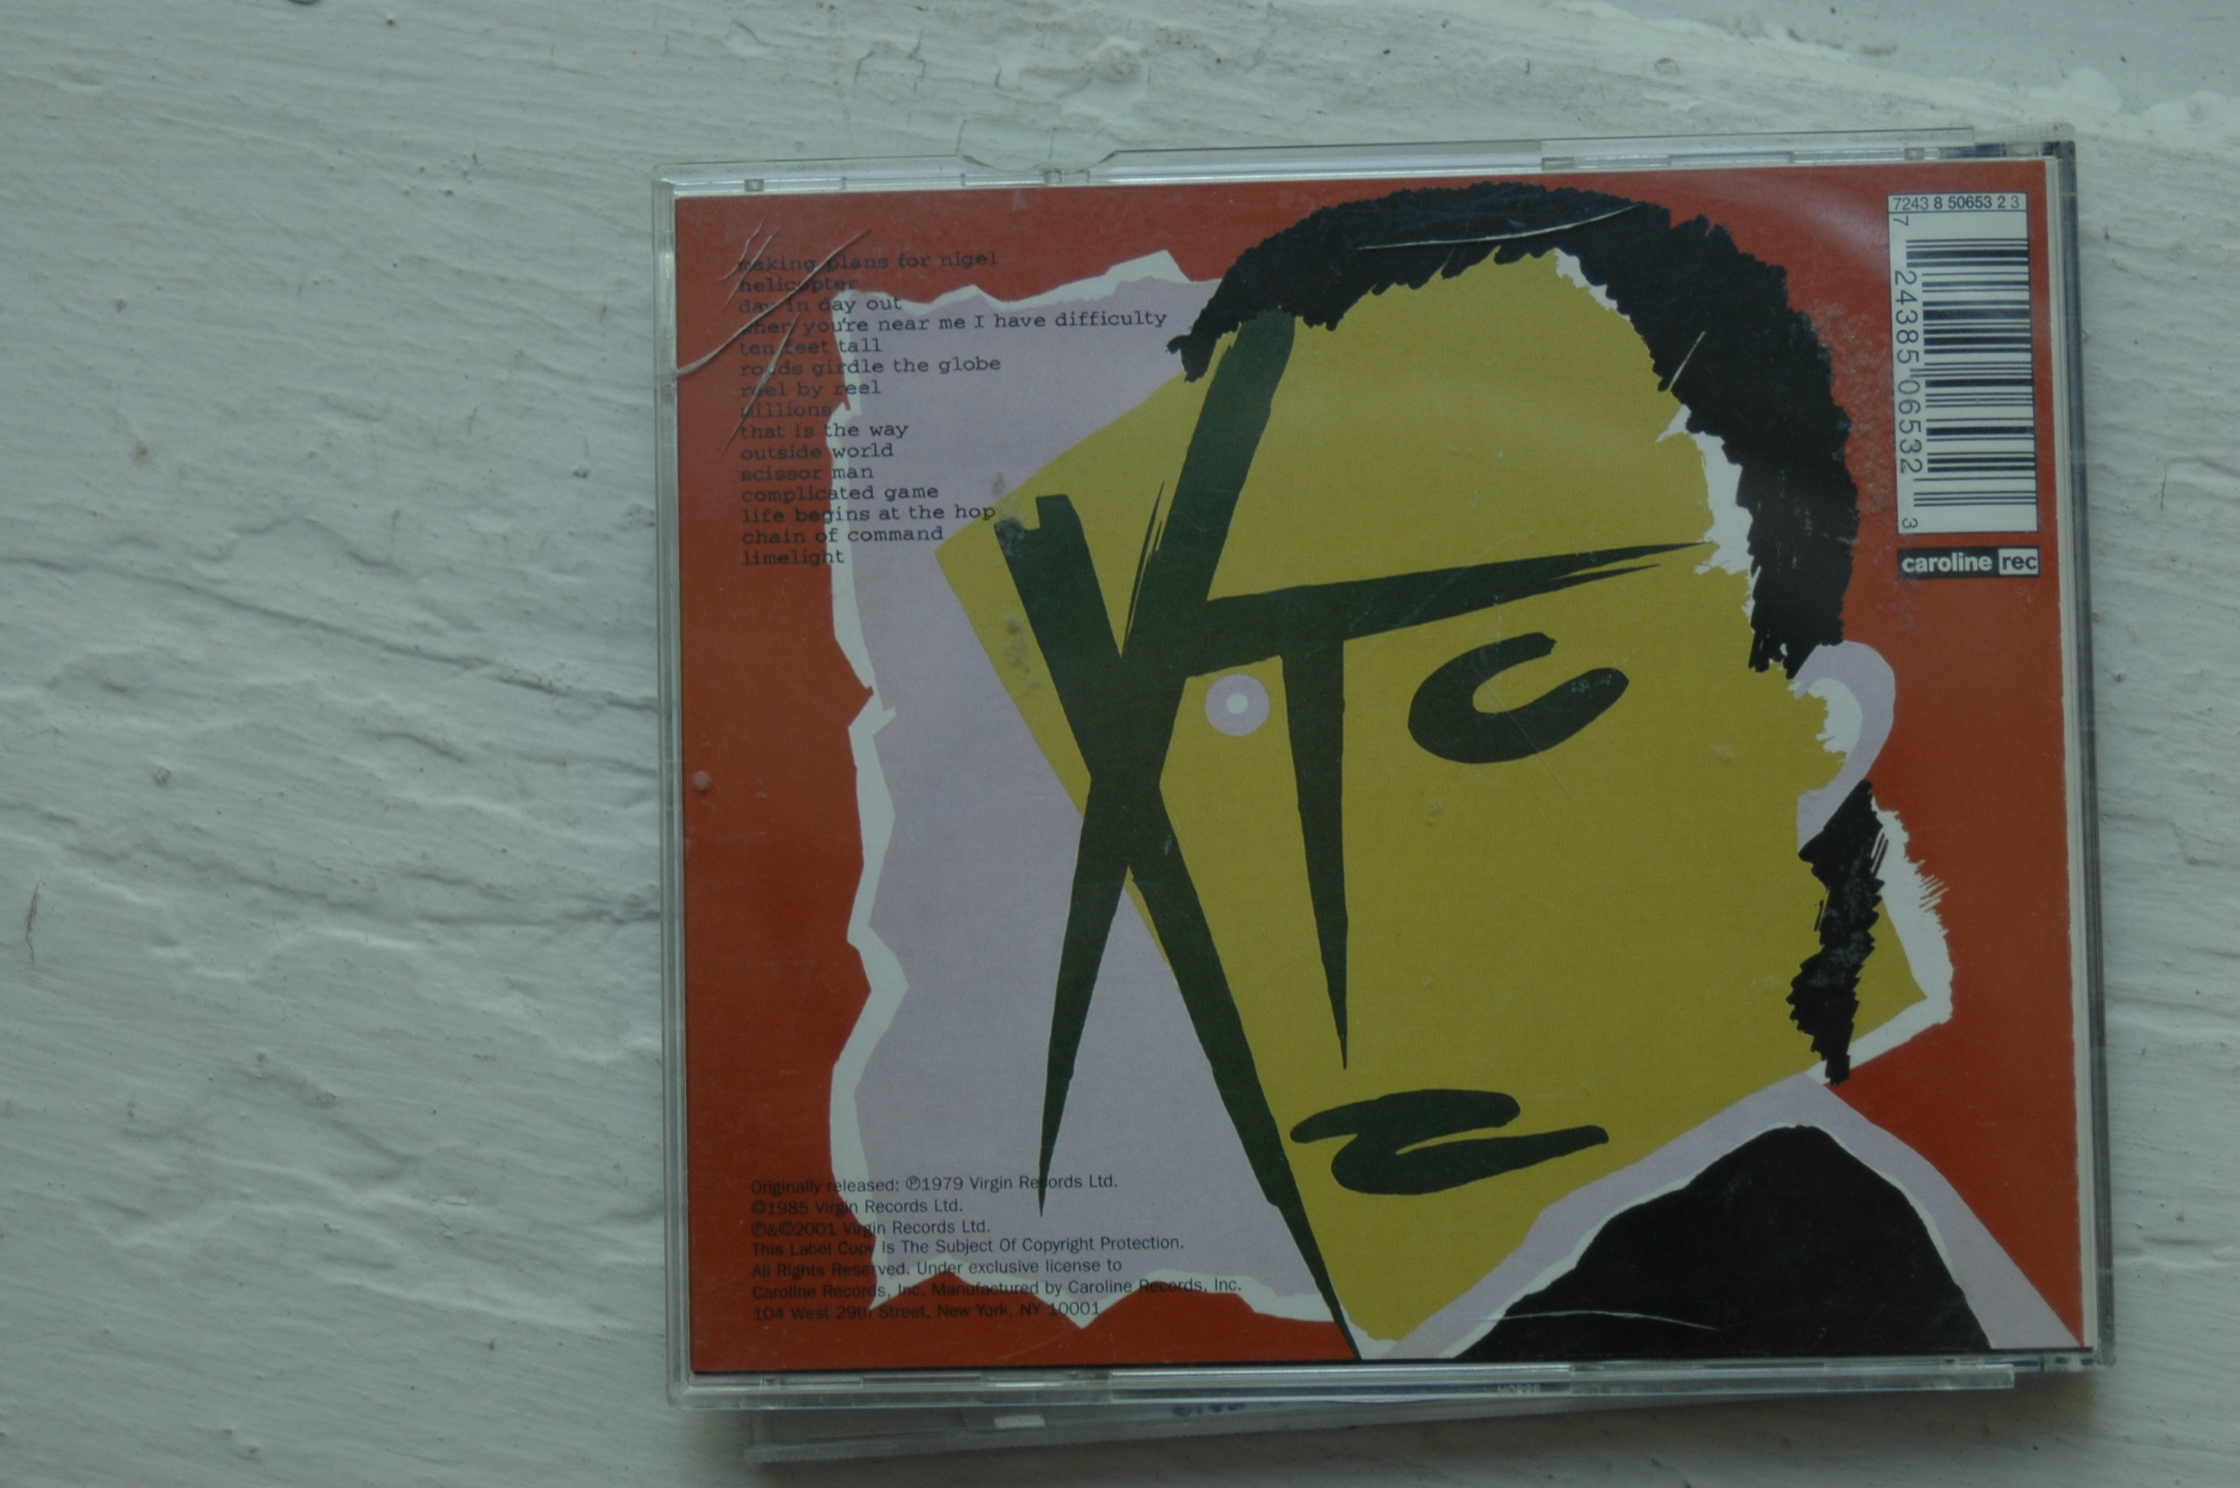 making plans for nigel
helicopter
day in day out
when you're near me I have difficulty
ten feet tall
roads girdle the globe
reel by reel
millions
that is the way
outside world
scissor man
complicated game
life begins at the hop
chain of command
limelight
XTC
7243 8 50653 2 3
7 24385 06532 3
caroline rec
Originally released: ℗1979 Virgin Records Ltd.
©1985 Virgin Records Ltd.
℗&©2001 Virgin Records Ltd.
This Label Copy Is The Subject Of Copyright Protection.
All Rights Reserved. Under exclusive license to
Caroline Records, Inc. Manufactured by Caroline Records, Inc.
104 West 29th Street, New York, NY 10001